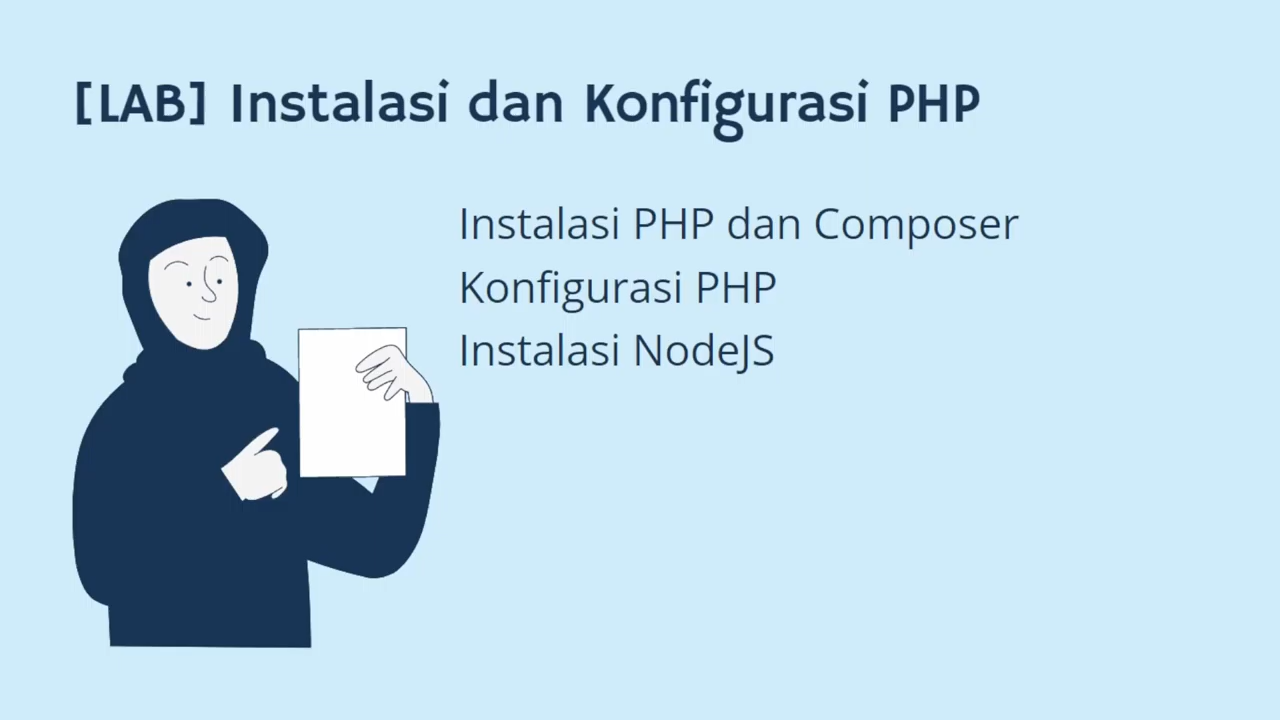 [LAB] Instalasi dan Konfigurasi PHP
Instalasi PHP dan Composer
Konfigurasi PHP
Instalasi NodeJS